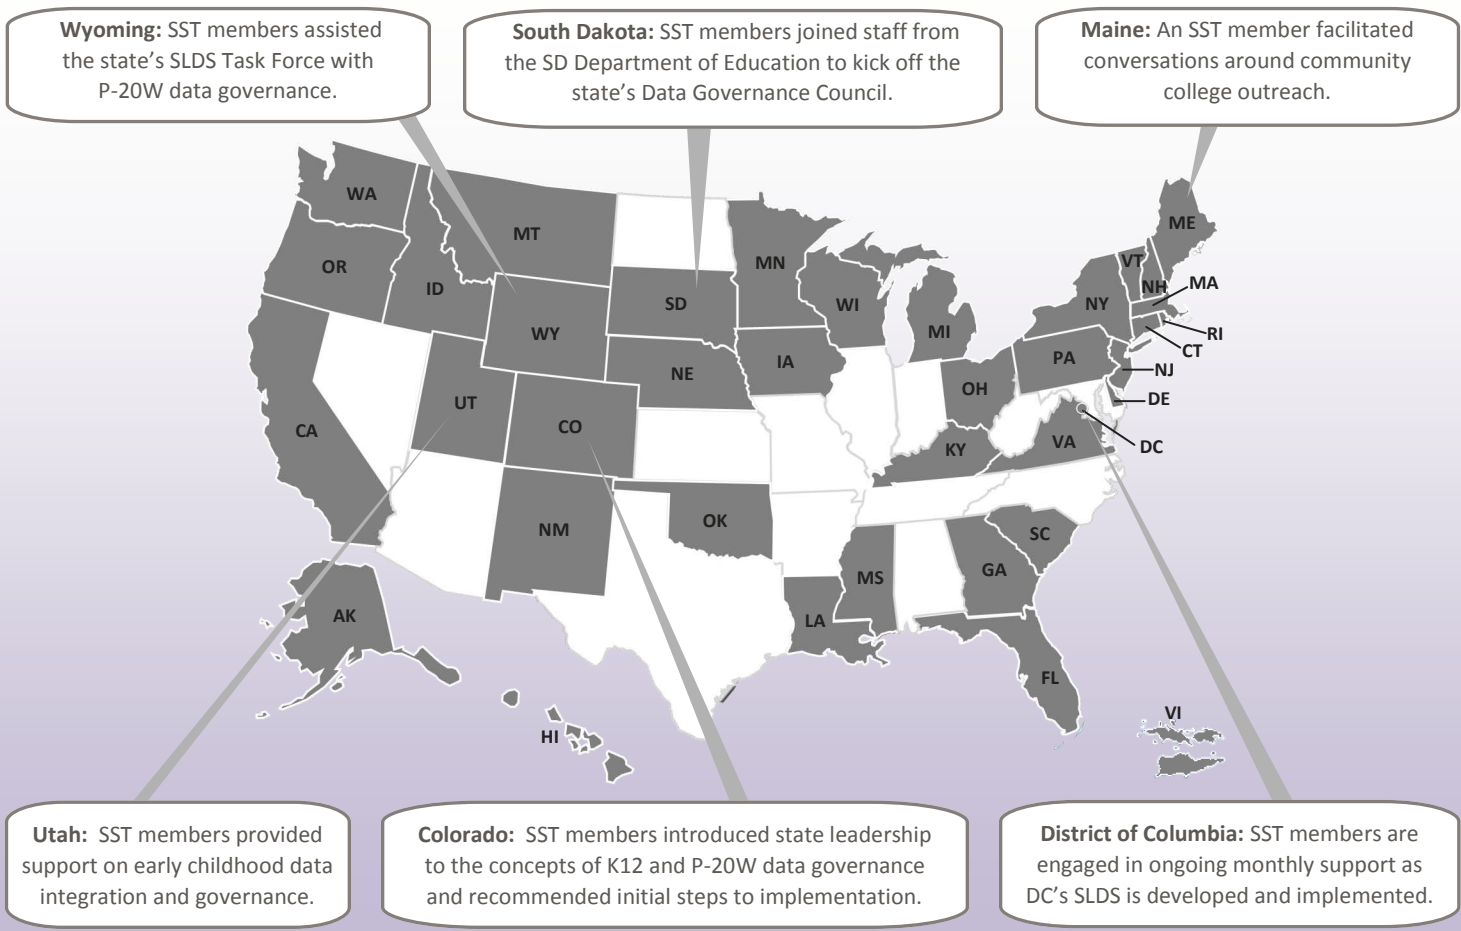 Wyoming: SST members assisted
the state's SLDS Task Force with
P-20W data governance.
South Dakota: SST members joined staff from
the SD Department of Education to kick off the
state's Data Governance Council.
Maine: An SST member facilitated
conversations around community
college outreach.
WA
MT
ME
OR
ID
MN
VT
NH
MA
WY
SD
WI
MI
NY
RI
CT
NE
IA
PA
NJ
UT
OH
DE
CA
CO
KY
VA
DC
NM
OK
SC
MS
GA
AK
LA
FL
HI
VI
Utah: SST members provided
support on early childhood data
integration and governance.
Colorado: SST members introduced state leadership
to the concepts of K12 and P-20W data governance
and recommended initial steps to implementation.
District of Columbia: SST members are
engaged in ongoing monthly support as
DC's SLDS is developed and implemented.